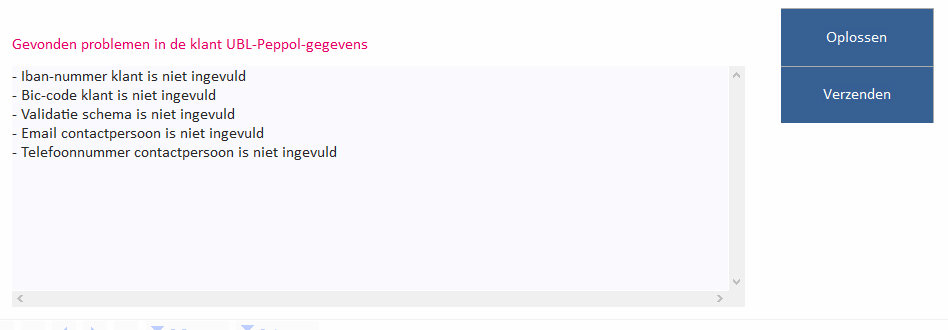 Oplossen
Gevonden problemen in de klant UBL-Peppol-gegevens
- Iban-nummer klant is niet ingevuld
- Bic-code klant is niet ingevuld
- Validatie schema is niet ingevuld
- Email contactpersoon is niet ingevuld
- Telefoonnummer contactpersoon is niet ingevuld
Verzenden